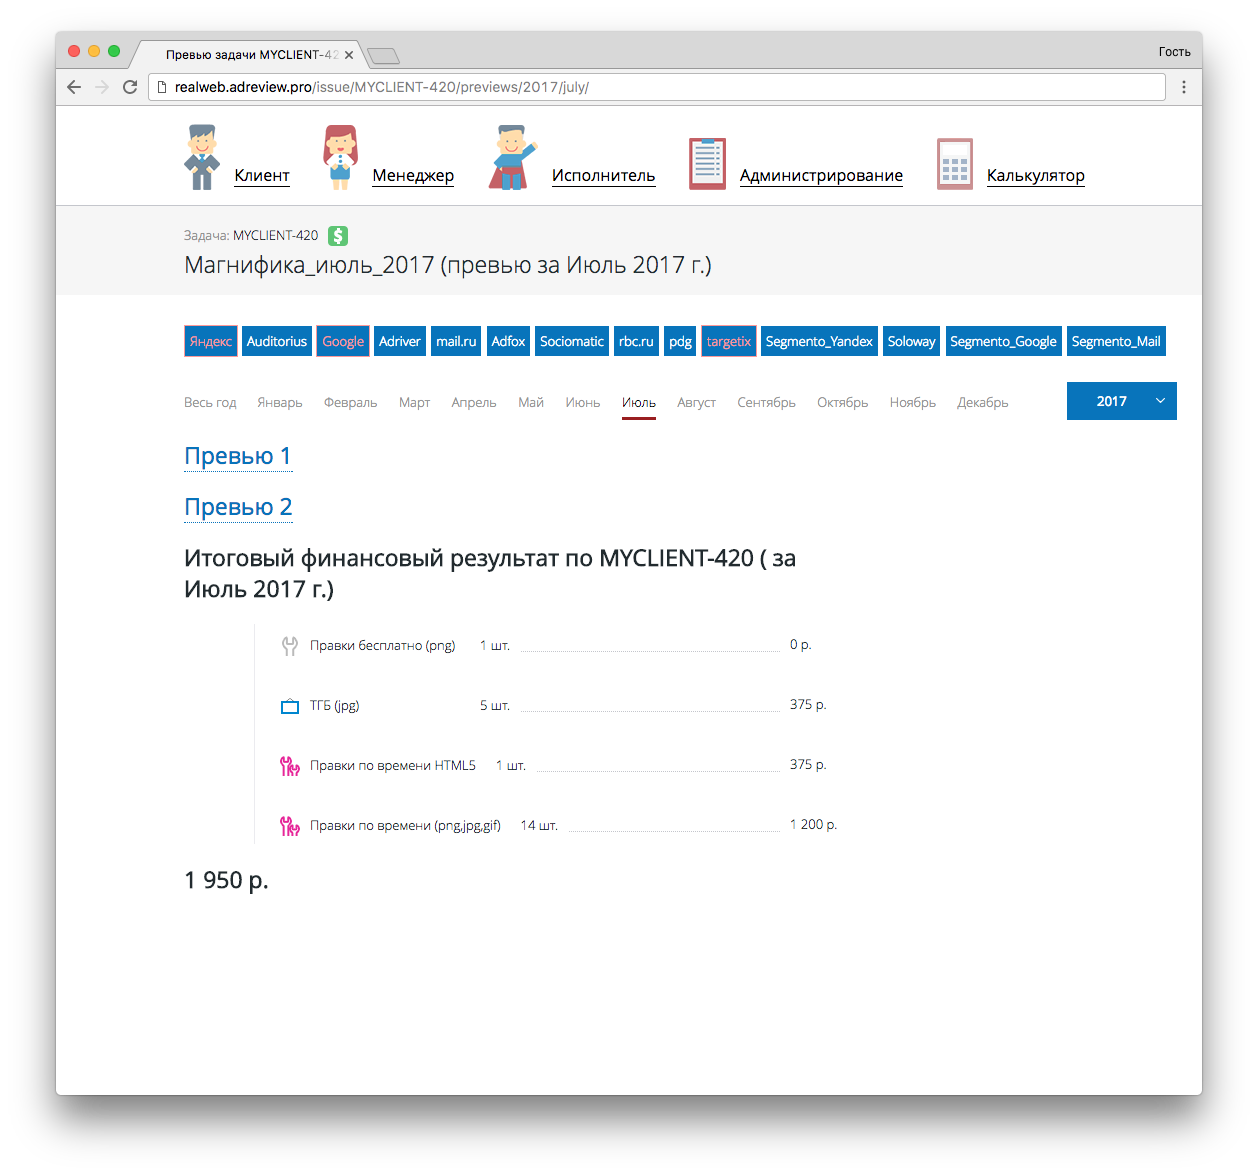 Превью задачи MYCLIENT-42
Гость
realweb.adreview.pro/issue/MYCLIENT-420/previews/2017/july/
Клиент Менеджер Исполнитель Администрирование Калькулятор
Задача: MYCLIENT-420 $
Магнифика_июль_2017 (превью за Июль 2017 г.)
Яндекс Auditorius Google Adriver mail.ru Adfox Sociomatic rbc.ru pdg targetix Segmento_Yandex Soloway Segmento_Google Segmento_Mail
Весь год Январь Февраль Март Апрель Май Июнь Июль Август Сентябрь Октябрь Ноябрь Декабрь 2017
Превью 1
Превью 2
Итоговый финансовый результат по MYCLIENT-420 ( за
Июль 2017 г.)
Правки бесплатно (png) 1 шт. 0 р.
ТГБ (jpg) 5 шт. 375 р.
Правки по времени HTML5 1 шт. 375 р.
Правки по времени (png,jpg,gif) 14 шт. 1 200 р.
1 950 р.